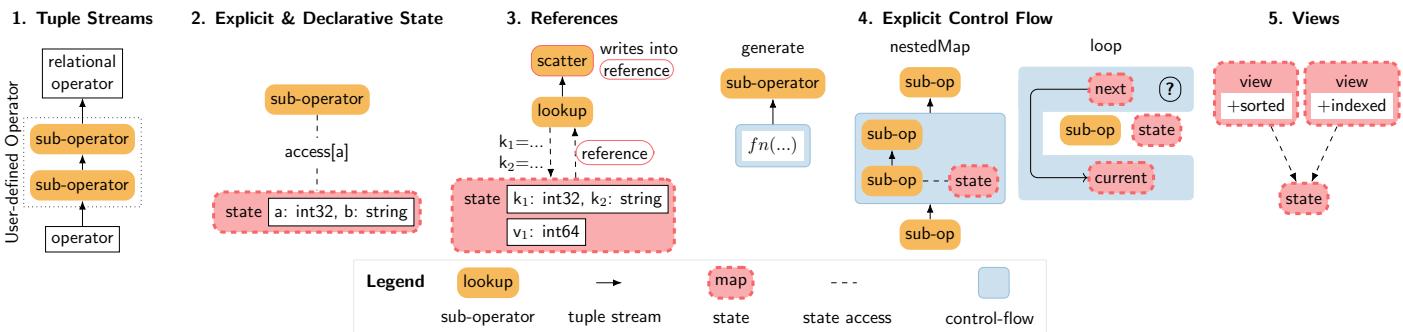 1. Tuple Streams
relational
operator
sub-operator
sub-operator
operator
User-defined Operator
2. Explicit & Declarative State
sub-operator
access[a]
state
a: int32, b: string
3. References
scatter
writes into
reference
lookup
k₁=...
k₂=...
reference
state
k₁: int32, k₂: string
v₁: int64
4. Explicit Control Flow
generate
sub-operator
fn(...)
nestedMap
sub-op
sub-op
sub-op
state
sub-op
loop
next
?
sub-op
state
current
5. Views
view
+sorted
view
+indexed
state
Legend
lookup
map
sub-operator
tuple stream
state
state access
control-flow